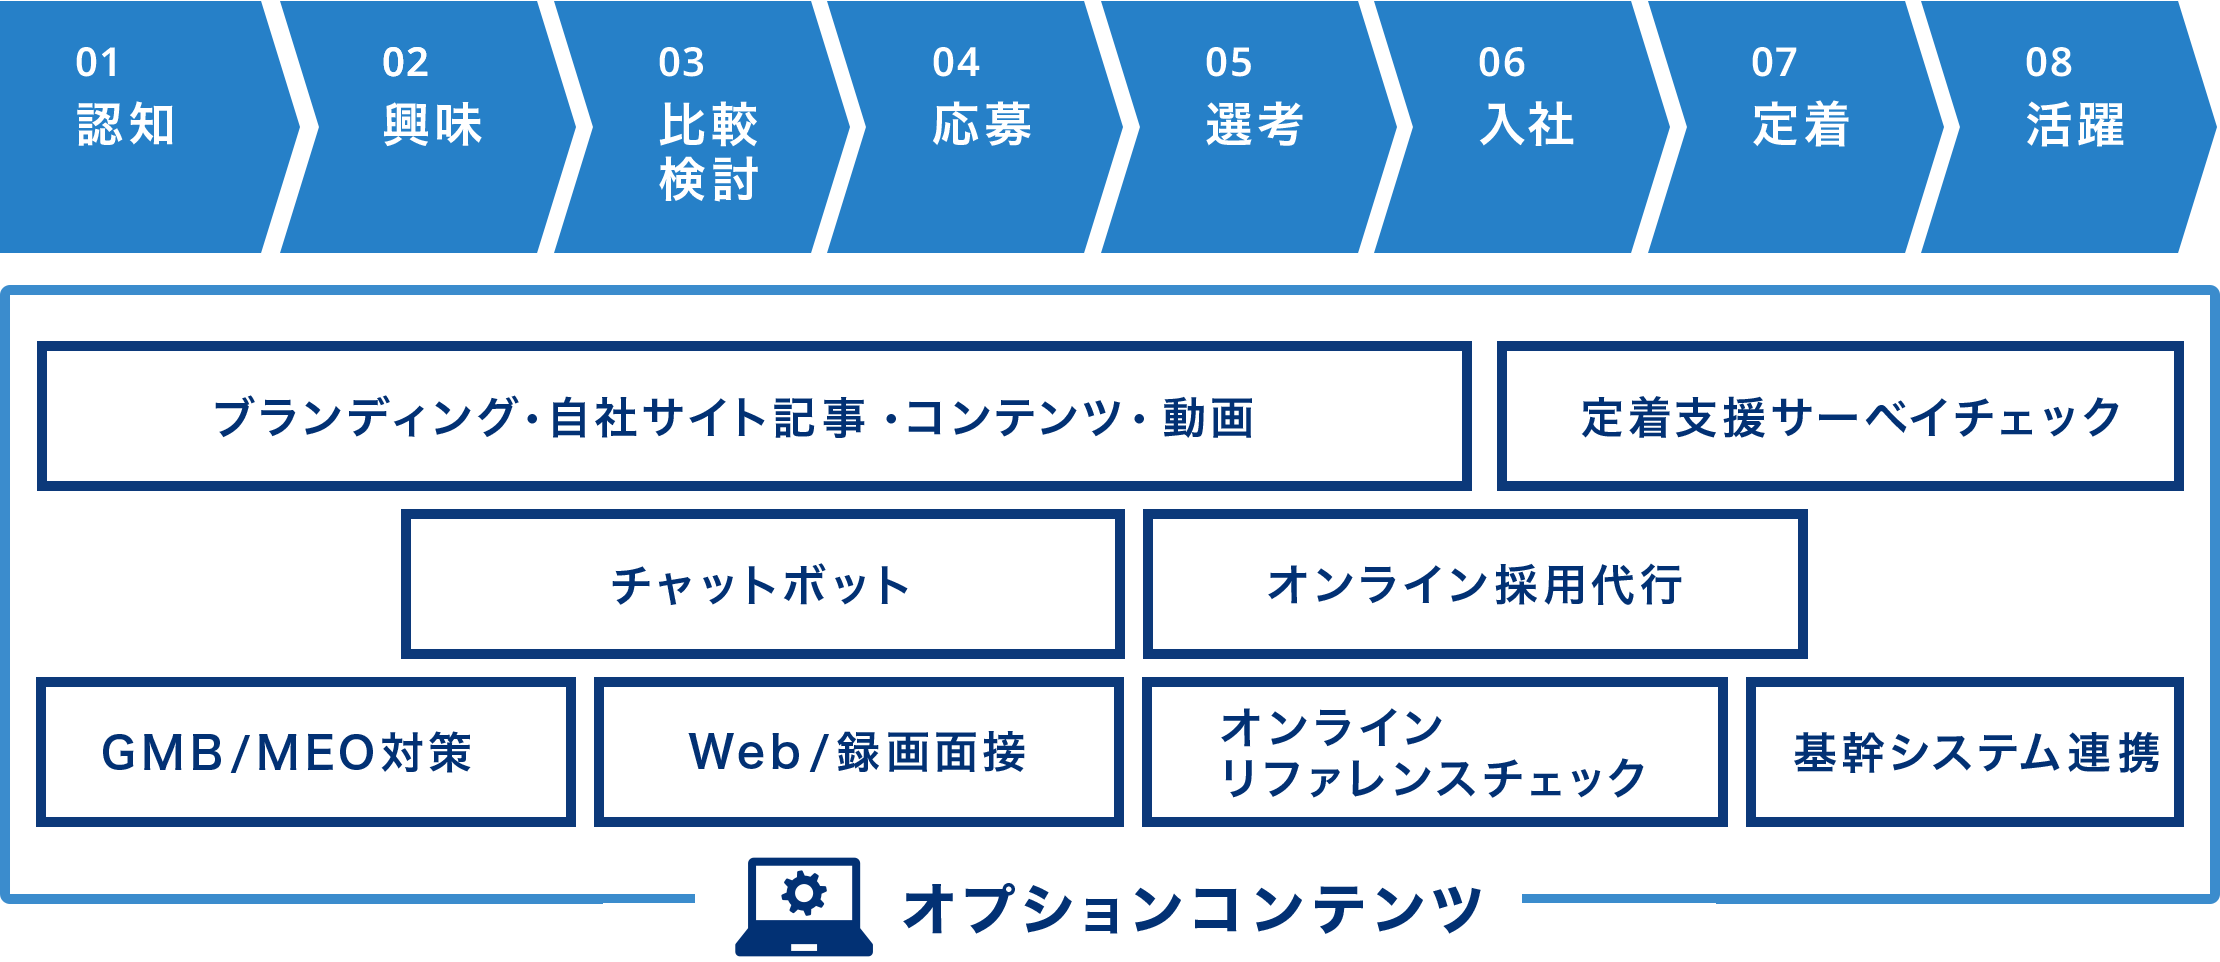 01
認知
02
興味
03
比較
検討
04
応募
05
選考
06
入社
07
定着
08
活躍
ブランディング・自社サイト記事・コンテンツ・動画
定着支援サーベイチェック
チャットボット
オンライン採用代行
GMB/MEO対策
Web/録画面接
オンライン
リファレンスチェック
基幹システム連携
オプションコンテンツ